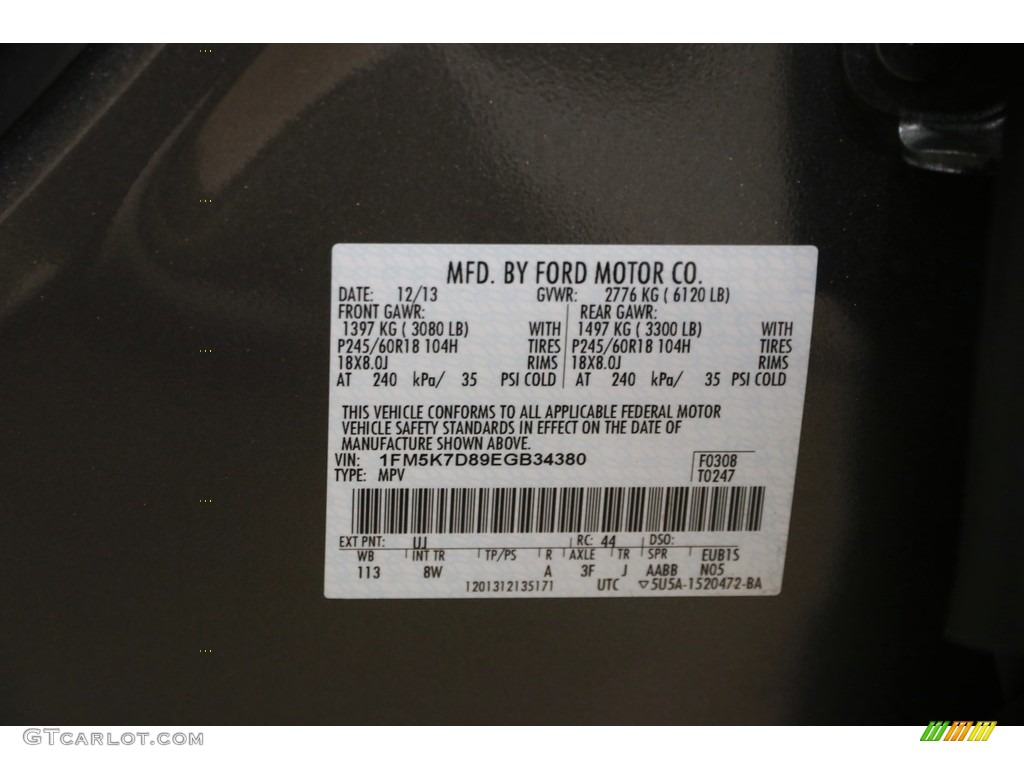 MFD. BY FORD MOTOR CO.
DATE: 12/13 GVWR: 2776 KG ( 6120 LB)
FRONT GAWR: REAR GAWR:
1397 KG ( 3080 LB) WITH 1497 KG ( 3300 LB) WITH
P245/60R18 104H TIRES P245/60R18 104H TIRES
18X8.0J RIMS 18X8.0J RIMS
AT 240 kPa/ 35 PSI COLD AT 240 kPa/ 35 PSI COLD
THIS VEHICLE CONFORMS TO ALL APPLICABLE FEDERAL MOTOR
VEHICLE SAFETY STANDARDS IN EFFECT ON THE DATE OF
MANUFACTURE SHOWN ABOVE.
VIN: 1FM5K7D89EGB34380 F0308
TYPE: MPV T0247
EXT PNT: UJ RC: 44 DSO:
WB INT TR TP/PS R AXLE TR SPR EUB1S
113 8W A 3F J AABB N05
1201312135171 UTC ▽5U5A-1520472-BA
GTCARLOT.COM